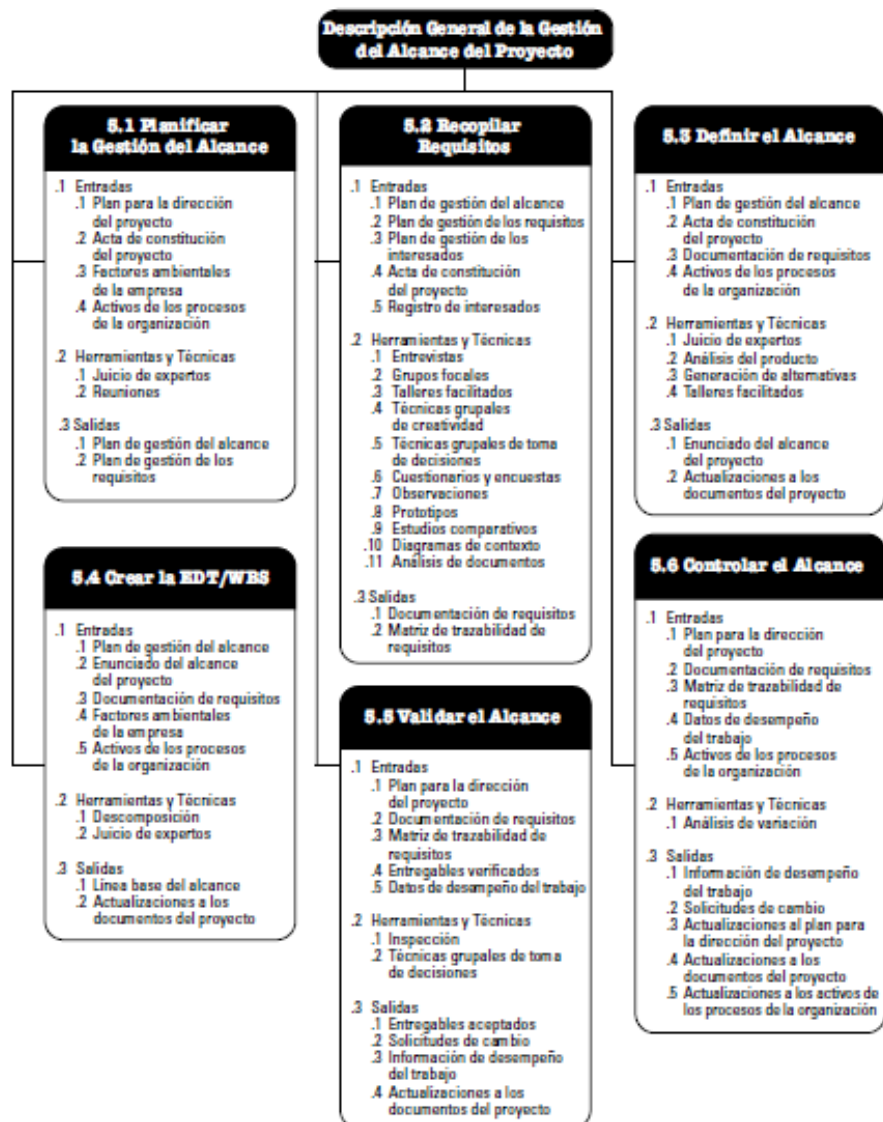 Descripción General de la Gestión
del Alcance del Proyecto
5.1 Planificar
la Gestión del Alcance
.1 Entradas
.1 Plan para la dirección
del proyecto
.2 Acta de constitución
del proyecto
.3 Factores ambientales
de la empresa
.4 Activos de los procesos
de la organización
.2 Herramientas y Técnicas
.1 Juicio de expertos
.2 Reuniones
.3 Salidas
.1 Plan de gestión del alcance
.2 Plan de gestión de los
requisitos
5.2 Recopilar
Requisitos
.1 Entradas
.1 Plan de gestión del alcance
.2 Plan de gestión de los requisitos
.3 Plan de gestión de los
interesados
.4 Acta de constitución
del proyecto
.5 Registro de interesados
.2 Herramientas y Técnicas
.1 Entrevistas
.2 Grupos focales
.3 Talleres facilitados
.4 Técnicas grupales
de creatividad
.5 Técnicas grupales de toma
de decisiones
.6 Cuestionarios y encuestas
.7 Observaciones
.8 Prototipos
.9 Estudios comparativos
.10 Diagramas de contexto
.11 Análisis de documentos
.3 Salidas
.1 Documentación de requisitos
.2 Matriz de trazabilidad de
requisitos
5.3 Definir el Alcance
.1 Entradas
.1 Plan de gestión del alcance
.2 Acta de constitución
del proyecto
.3 Documentación de requisitos
.4 Activos de los procesos
de la organización
.2 Herramientas y Técnicas
.1 Juicio de expertos
.2 Análisis del producto
.3 Generación de alternativas
.4 Talleres facilitados
.3 Salidas
.1 Enunciado del alcance
del proyecto
.2 Actualizaciones a los
documentos del proyecto
5.4 Crear la EDT/WBS
.1 Entradas
.1 Plan de gestión del alcance
.2 Enunciado del alcance
del proyecto
.3 Documentación de requisitos
.4 Factores ambientales
de la empresa
.5 Activos de los procesos
de la organización
.2 Herramientas y Técnicas
.1 Descomposición
.2 Juicio de expertos
.3 Salidas
.1 Línea base del alcance
.2 Actualizaciones a los
documentos del proyecto
5.5 Validar el Alcance
.1 Entradas
.1 Plan para la dirección
del proyecto
.2 Documentación de requisitos
.3 Matriz de trazabilidad de
requisitos
.4 Entregables verificados
.5 Datos de desempeño del trabajo
.2 Herramientas y Técnicas
.1 Inspección
.2 Técnicas grupales de toma
de decisiones
.3 Salidas
.1 Entregables aceptados
.2 Solicitudes de cambio
.3 Información de desempeño
del trabajo
.4 Actualizaciones a los
documentos del proyecto
5.6 Controlar el Alcance
.1 Entradas
.1 Plan para la dirección
del proyecto
.2 Documentación de requisitos
.3 Matriz de trazabilidad de
requisitos
.4 Datos de desempeño
del trabajo
.5 Activos de los procesos
de la organización
.2 Herramientas y Técnicas
.1 Análisis de variación
.3 Salidas
.1 Información de desempeño
del trabajo
.2 Solicitudes de cambio
.3 Actualizaciones al plan para
la dirección del proyecto
.4 Actualizaciones a los
documentos del proyecto
.5 Actualizaciones a los activos de
los procesos de la organización